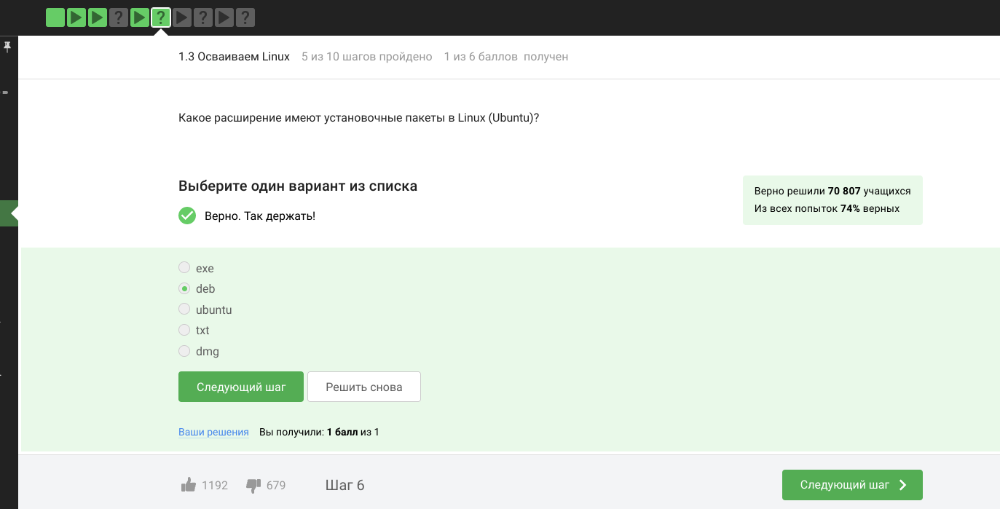 ? ? ? ?
1.3 Осваиваем Linux 5 из 10 шагов пройдено 1 из 6 баллов получен
Какое расширение имеют установочные пакеты в Linux (Ubuntu)?
Выберите один вариант из списка
Верно. Так держать!
Верно решили 70 807 учащихся
Из всех попыток 74% верных
exe
deb
ubuntu
txt
dmg
Следующий шаг Решить снова
Ваши решения Вы получили: 1 балл из 1
1192 679 Шаг 6 Следующий шаг